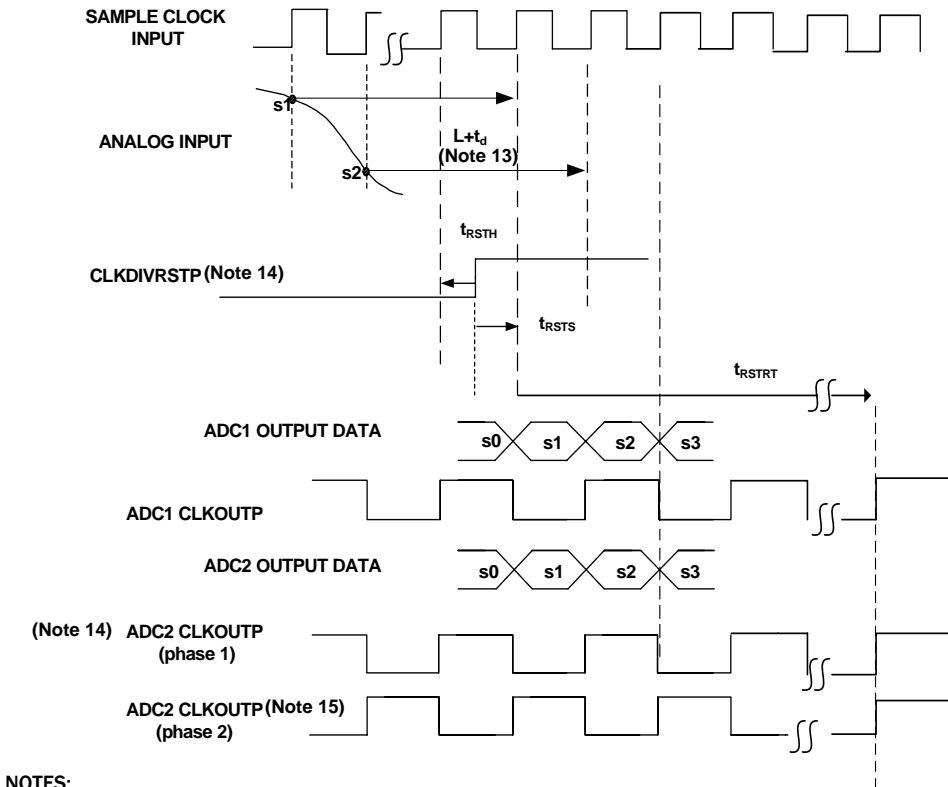 SAMPLE CLOCK
INPUT
s1
ANALOG INPUT
L+td
(Note 13)
s2
tRSTH
CLKDIVRSTP (Note 14)
tRSTS
tRSTRT
ADC1 OUTPUT DATA
s0 s1 s2 s3
ADC1 CLKOUTP
ADC2 OUTPUT DATA
s0 s1 s2 s3
(Note 14) ADC2 CLKOUTP
(phase 1)
ADC2 CLKOUTP (Note 15)
(phase 2)
NOTES: